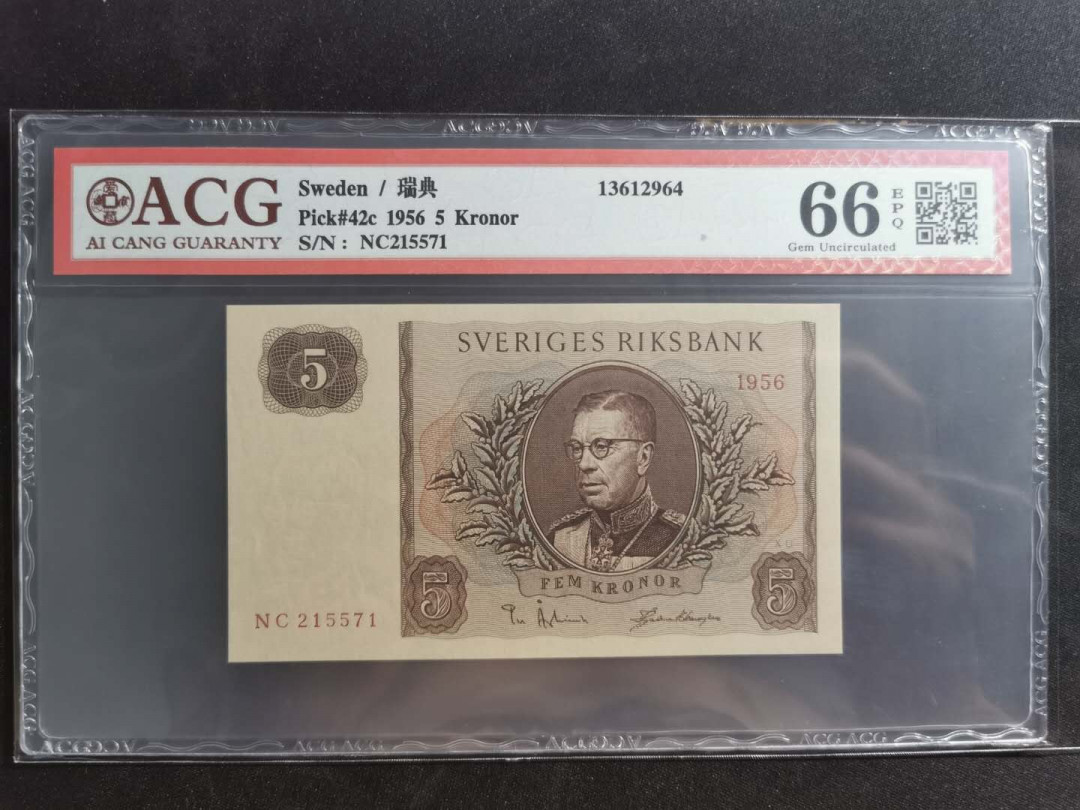 ACG
AI CANG GUARANTY
Sweden / 瑞典
Pick#42c 1956 5 Kronor
S/N : NC215571
13612964
66
EPQ
Gem Uncirculated
5
SVERIGES RIKSBANK
1956
FEM KRONOR
5
5
NC 215571